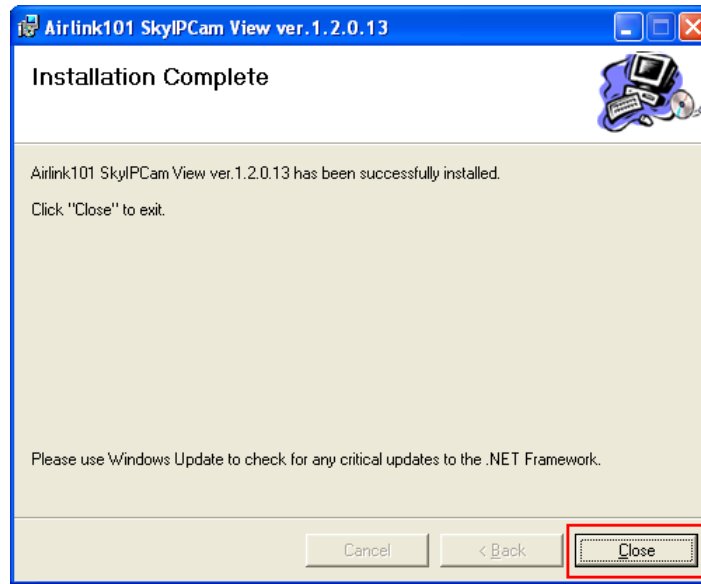 Airlink101 SkyIPCam View ver.1.2.0.13
Installation Complete
Airlink101 SkyIPCam View ver.1.2.0.13 has been successfully installed.
Click "Close" to exit.
Please use Windows Update to check for any critical updates to the .NET Framework.
Cancel
< Back
Close